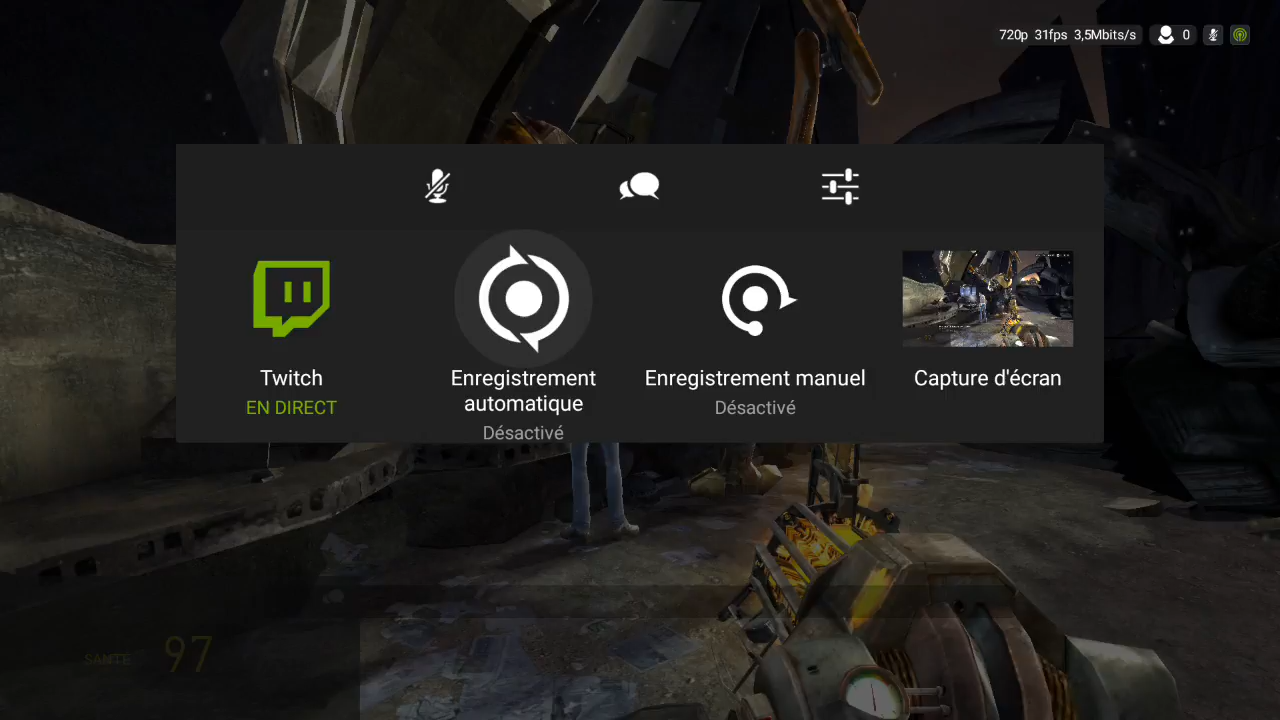 720p 31fps 3,5Mbits/s 0
Twitch
EN DIRECT
Enregistrement
automatique
Désactivé
Enregistrement manuel
Désactivé
Capture d'écran
SANTÉ 97